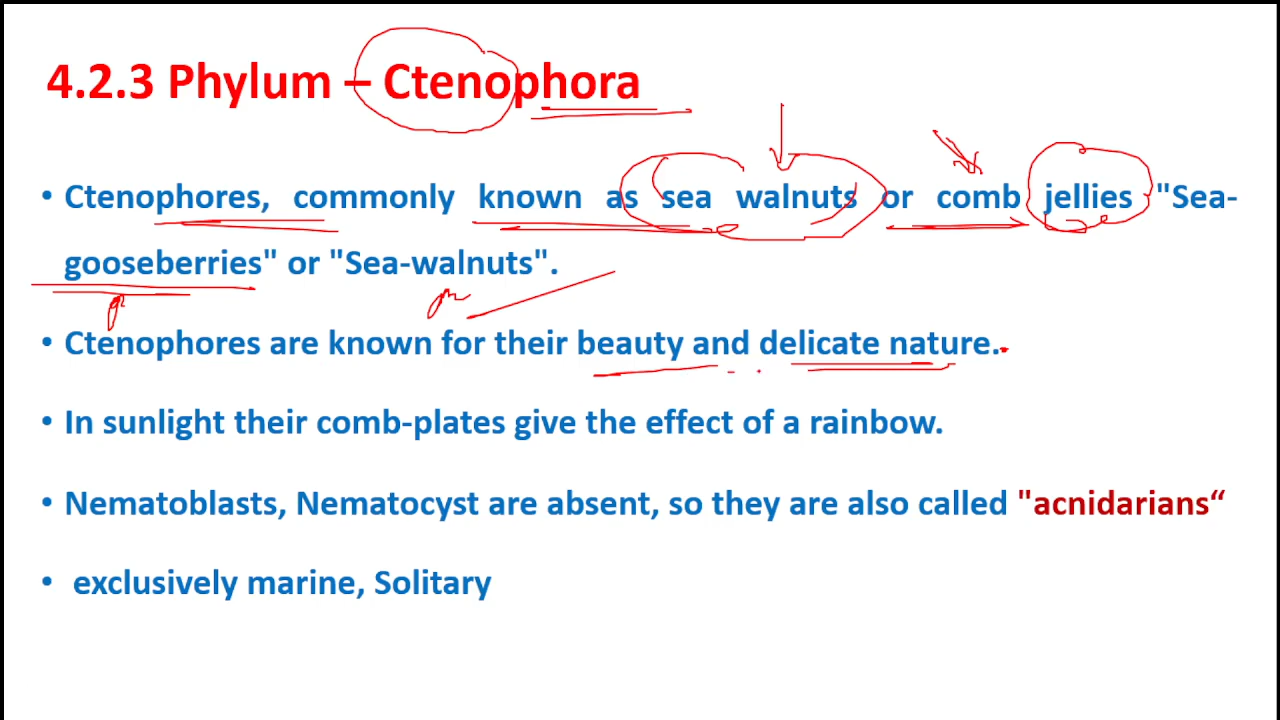 4.2.3 Phylum – Ctenophora
• Ctenophores, commonly known as sea walnuts or comb jellies "Sea-
gooseberries" or "Sea-walnuts".
• Ctenophores are known for their beauty and delicate nature.
• In sunlight their comb-plates give the effect of a rainbow.
• Nematoblasts, Nematocyst are absent, so they are also called "acnidarians“
• exclusively marine, Solitary